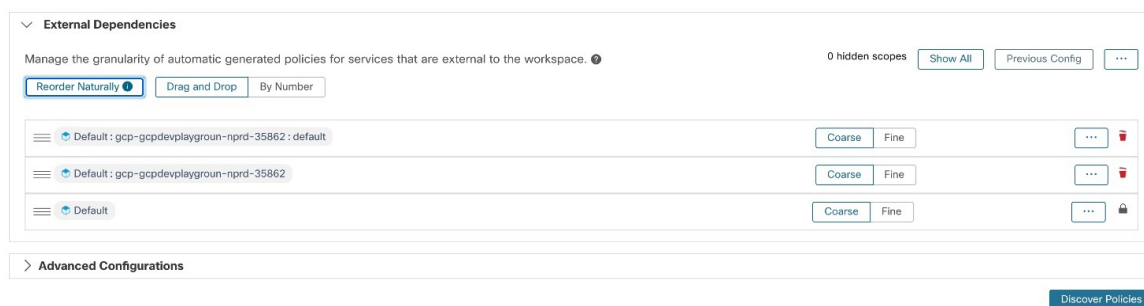 External Dependencies
Manage the granularity of automatic generated policies for services that are external to the workspace. ?
0 hidden scopes Show All Previous Config ...
Reorder Naturally i Drag and Drop By Number
Default : gcp-gcpdevplaygroun-nprd-35862 : default Coarse Fine ...
Default : gcp-gcpdevplaygroun-nprd-35862 Coarse Fine ...
Default Coarse Fine ...
Advanced Configurations
Discover Policies